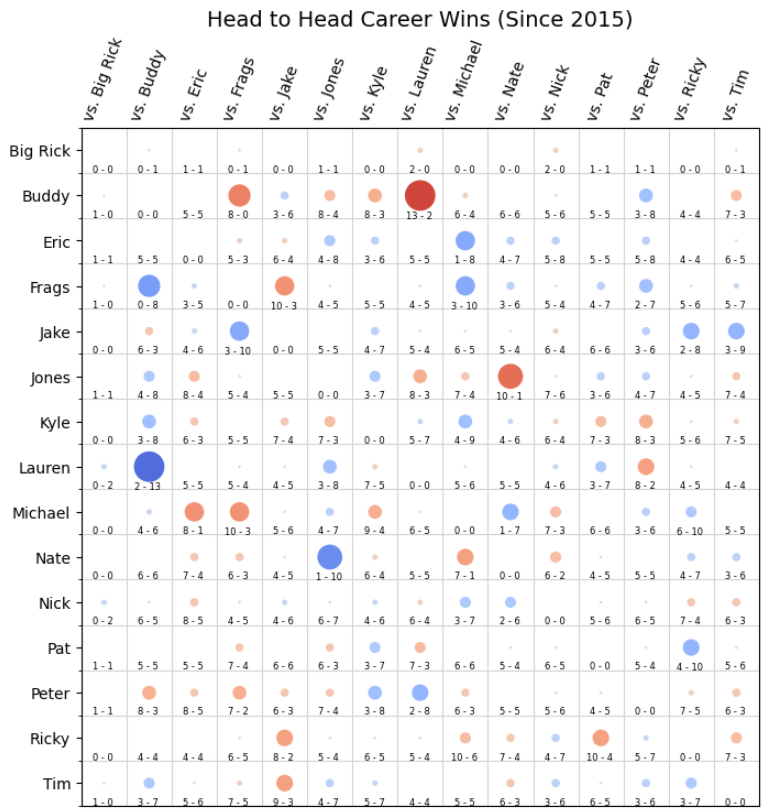 Head to Head Career Wins (Since 2015)
vs. Big Rick vs. Buddy vs. Eric vs. Frags vs. Jake vs. Jones vs. Kyle vs. Lauren vs. Michael vs. Nate vs. Nick vs. Pat vs. Peter vs. Ricky vs. Tim
Big Rick
0 - 0 0 - 1 1 - 1 0 - 1 0 - 0 1 - 1 0 - 0 2 - 0 0 - 0 0 - 0 2 - 0 1 - 1 1 - 1 0 - 0 0 - 1
Buddy
1 - 0 0 - 0 5 - 5 8 - 0 3 - 6 8 - 4 8 - 3 13 - 2 6 - 4 6 - 6 5 - 6 5 - 5 3 - 8 4 - 4 7 - 3
Eric
1 - 1 5 - 5 0 - 0 5 - 3 6 - 4 4 - 8 3 - 6 5 - 5 1 - 8 4 - 7 5 - 8 5 - 5 5 - 8 4 - 4 6 - 5
Frags
1 - 0 0 - 8 3 - 5 0 - 0 10 - 3 4 - 5 5 - 5 4 - 5 3 - 10 3 - 6 5 - 4 4 - 7 2 - 7 5 - 6 5 - 7
Jake
0 - 0 6 - 3 4 - 6 3 - 10 0 - 0 5 - 5 4 - 7 5 - 4 6 - 5 5 - 4 6 - 4 6 - 6 3 - 6 2 - 8 3 - 9
Jones
1 - 1 4 - 8 8 - 4 5 - 4 5 - 5 0 - 0 3 - 7 8 - 3 7 - 4 10 - 1 7 - 6 3 - 6 4 - 7 4 - 5 7 - 4
Kyle
0 - 0 3 - 8 6 - 3 5 - 5 7 - 4 7 - 3 0 - 0 5 - 7 4 - 9 4 - 6 6 - 4 7 - 3 8 - 3 5 - 6 7 - 5
Lauren
0 - 2 2 - 13 5 - 5 5 - 4 4 - 5 3 - 8 7 - 5 0 - 0 5 - 6 5 - 5 4 - 6 3 - 7 8 - 2 4 - 5 4 - 4
Michael
0 - 0 4 - 6 8 - 1 10 - 3 5 - 6 4 - 7 9 - 4 6 - 5 0 - 0 1 - 7 7 - 3 6 - 6 3 - 6 6 - 10 5 - 5
Nate
0 - 0 6 - 6 7 - 4 6 - 3 4 - 5 1 - 10 6 - 4 5 - 5 7 - 1 0 - 0 6 - 2 4 - 5 5 - 5 4 - 7 3 - 6
Nick
0 - 2 6 - 5 8 - 5 4 - 5 4 - 6 6 - 7 4 - 6 6 - 4 3 - 7 2 - 6 0 - 0 5 - 6 6 - 5 7 - 4 6 - 3
Pat
1 - 1 5 - 5 5 - 5 7 - 4 6 - 6 6 - 3 3 - 7 7 - 3 6 - 6 5 - 4 6 - 5 0 - 0 5 - 4 4 - 10 5 - 6
Peter
1 - 1 8 - 3 8 - 5 7 - 2 6 - 3 7 - 4 3 - 8 2 - 8 6 - 3 5 - 5 5 - 6 4 - 5 0 - 0 7 - 5 6 - 3
Ricky
0 - 0 4 - 4 4 - 4 6 - 5 8 - 2 5 - 4 6 - 5 5 - 4 10 - 6 7 - 4 4 - 7 10 - 4 5 - 7 0 - 0 7 - 3
Tim
1 - 0 3 - 7 5 - 6 7 - 5 9 - 3 4 - 7 5 - 7 4 - 4 5 - 5 6 - 3 3 - 6 6 - 5 3 - 6 3 - 7 0 - 0